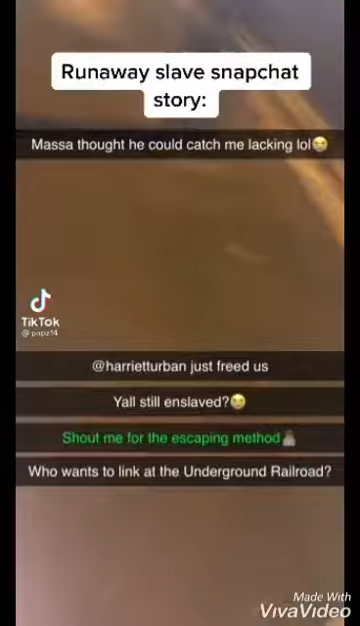 Runaway slave snapchat
story:
Massa thought he could catch me lacking lol😭
TikTok
@ papz14
@harrietturban just freed us
Yall still enslaved?😭
Shout me for the escaping method🥷🏿
Who wants to link at the Underground Railroad?
Made With
VivaVideo